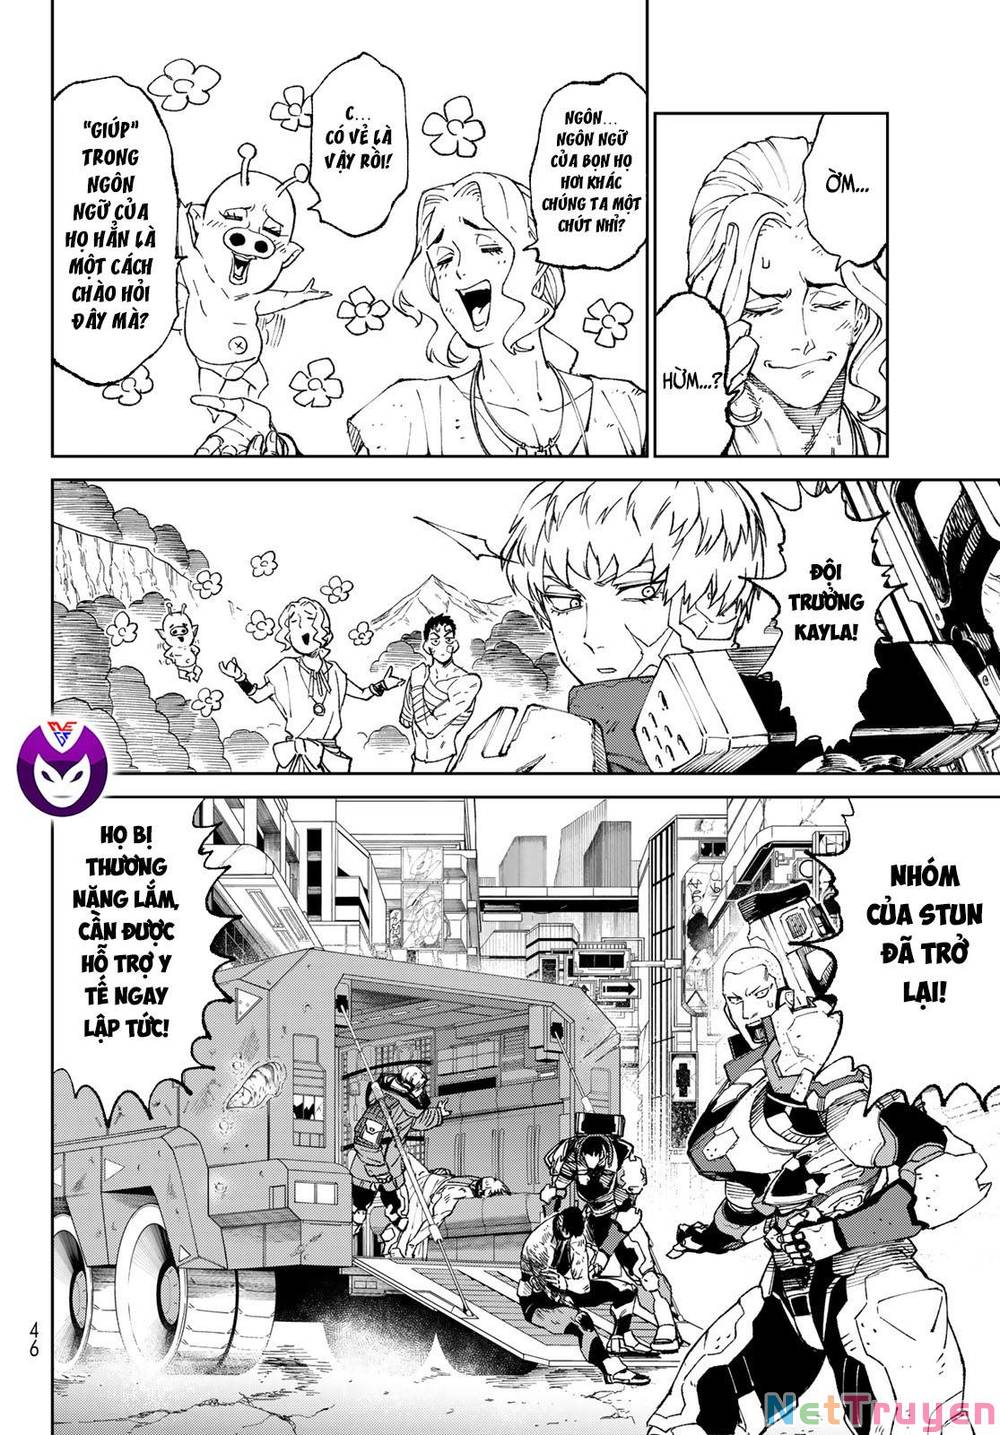 ỜM...
HỪM...?
NGÔN...
NGÔN NGỮ
CỦA BỌN HỌ
HƠI KHÁC
CHÚNG TA MỘT
CHÚT NHỈ?
C...
CÓ VẺ LÀ
VẬY RỒI!
"GIÚP"
TRONG
NGÔN
NGỮ CỦA
HỌ HẲN LÀ
MỘT CÁCH
CHÀO HỎI
ĐÂY MÀ?
ĐỘI
TRƯỞNG
KAYLA!
NHÓM
CỦA STUN
ĐÃ TRỞ
LẠI!
HỌ BỊ
THƯƠNG
NẶNG LẮM,
CẦN ĐƯỢC
HỖ TRỢ Y
TẾ NGAY
LẬP TỨC!
46
NetTruyen